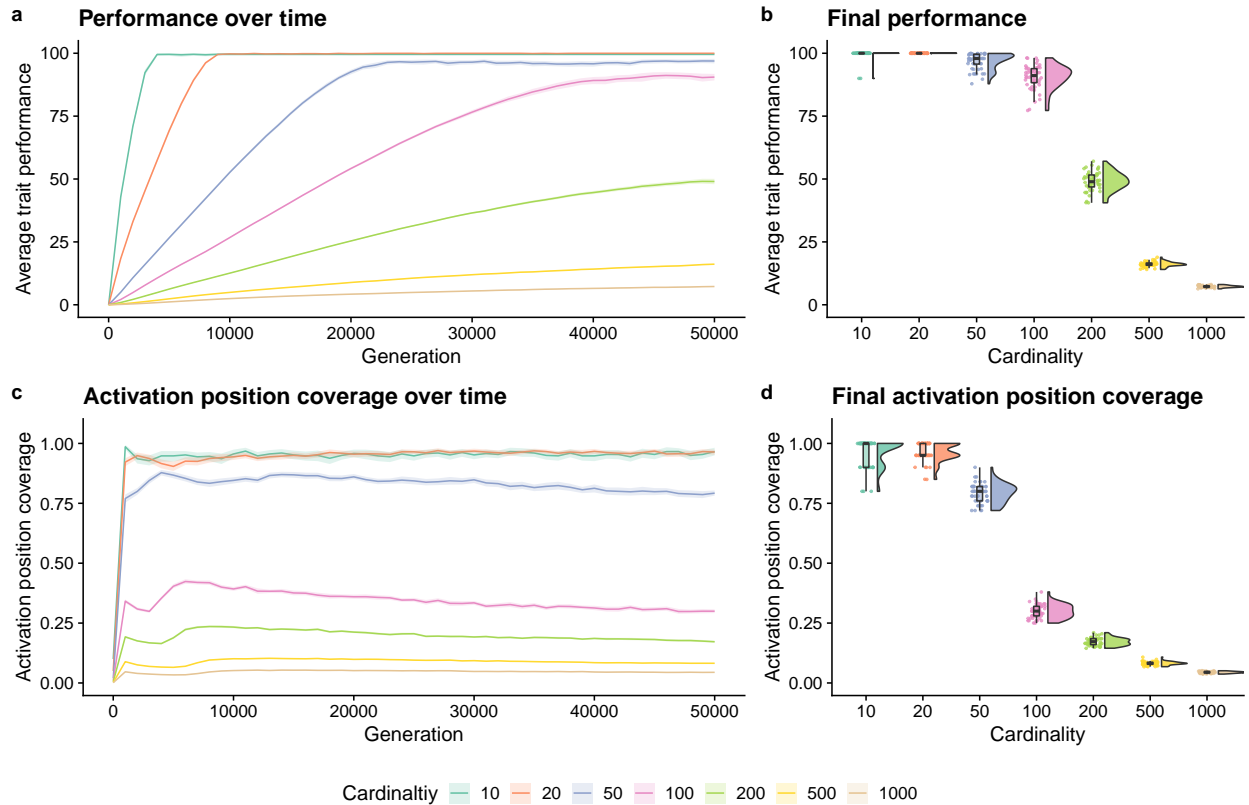 a Performance over time
100
75
50
25
0
Average trait performance
0 10000 20000 30000 40000 50000
Generation
b Final performance
100
75
50
25
0
Average trait performance
10 20 50 100 200 500 1000
Cardinality
c Activation position coverage over time
1.00
0.75
0.50
0.25
0.00
Activation position coverage
0 10000 20000 30000 40000 50000
Generation
d Final activation position coverage
1.00
0.75
0.50
0.25
0.00
Activation position coverage
10 20 50 100 200 500 1000
Cardinality
Cardinaltiy 10 20 50 100 200 500 1000